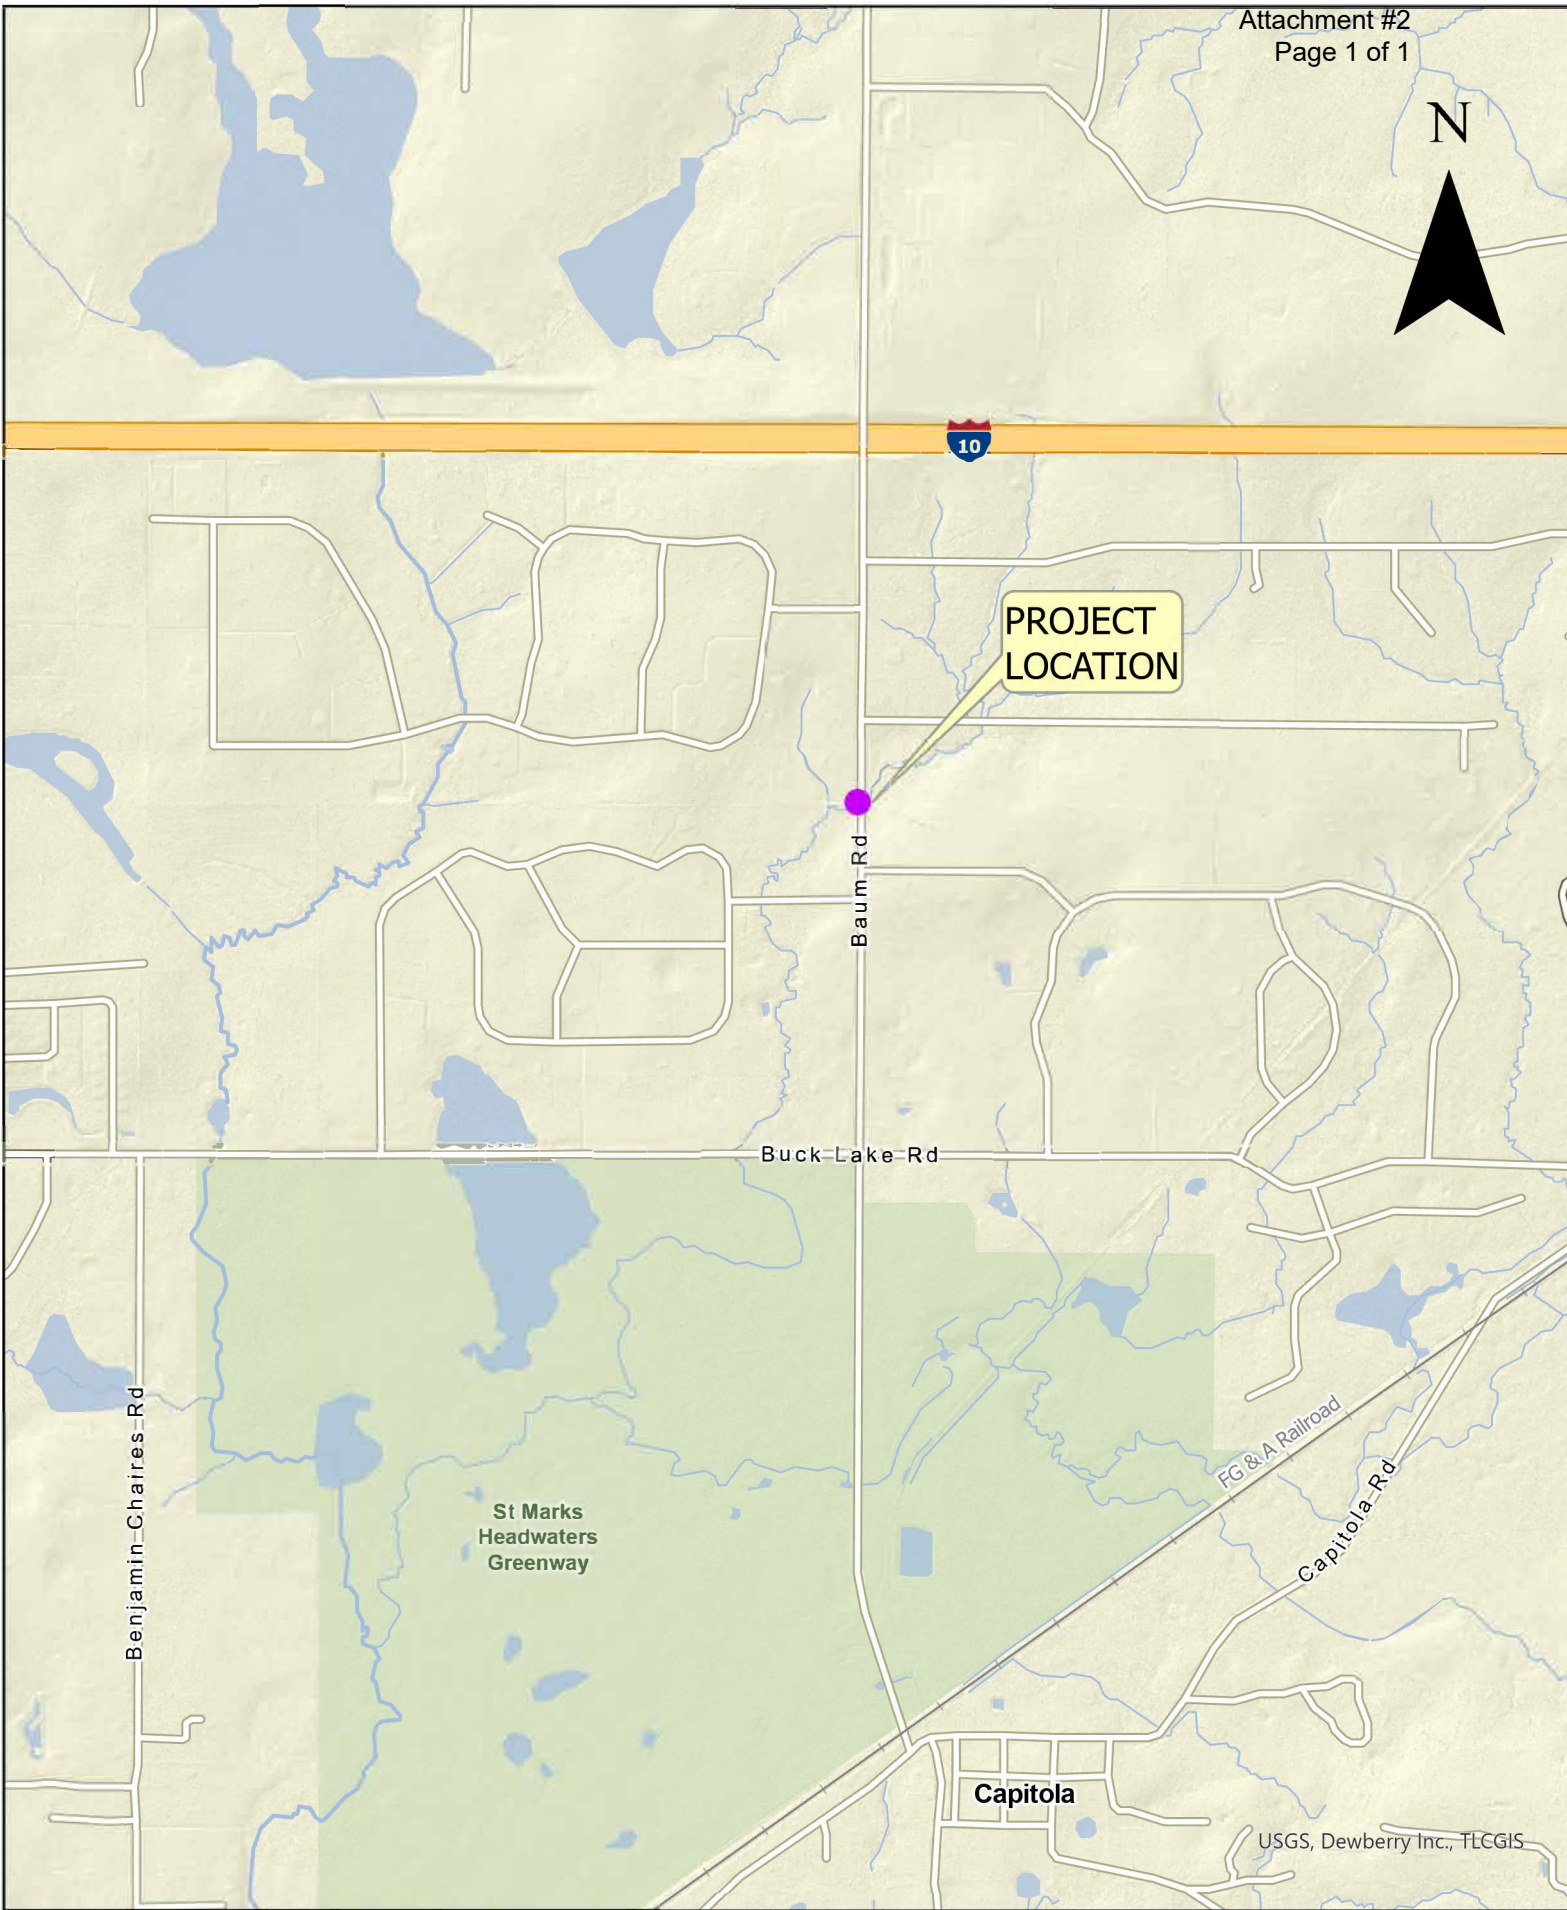 Attachment #2
Page 1 of 1
N
10
PROJECT
LOCATION
Baum Rd
Buck Lake Rd
Benjamin Chaires Rd
FG & A Railroad
Capitola Rd
St Marks
Headwaters
Greenway
Capitola
USGS, Dewberry Inc., TLCGIS